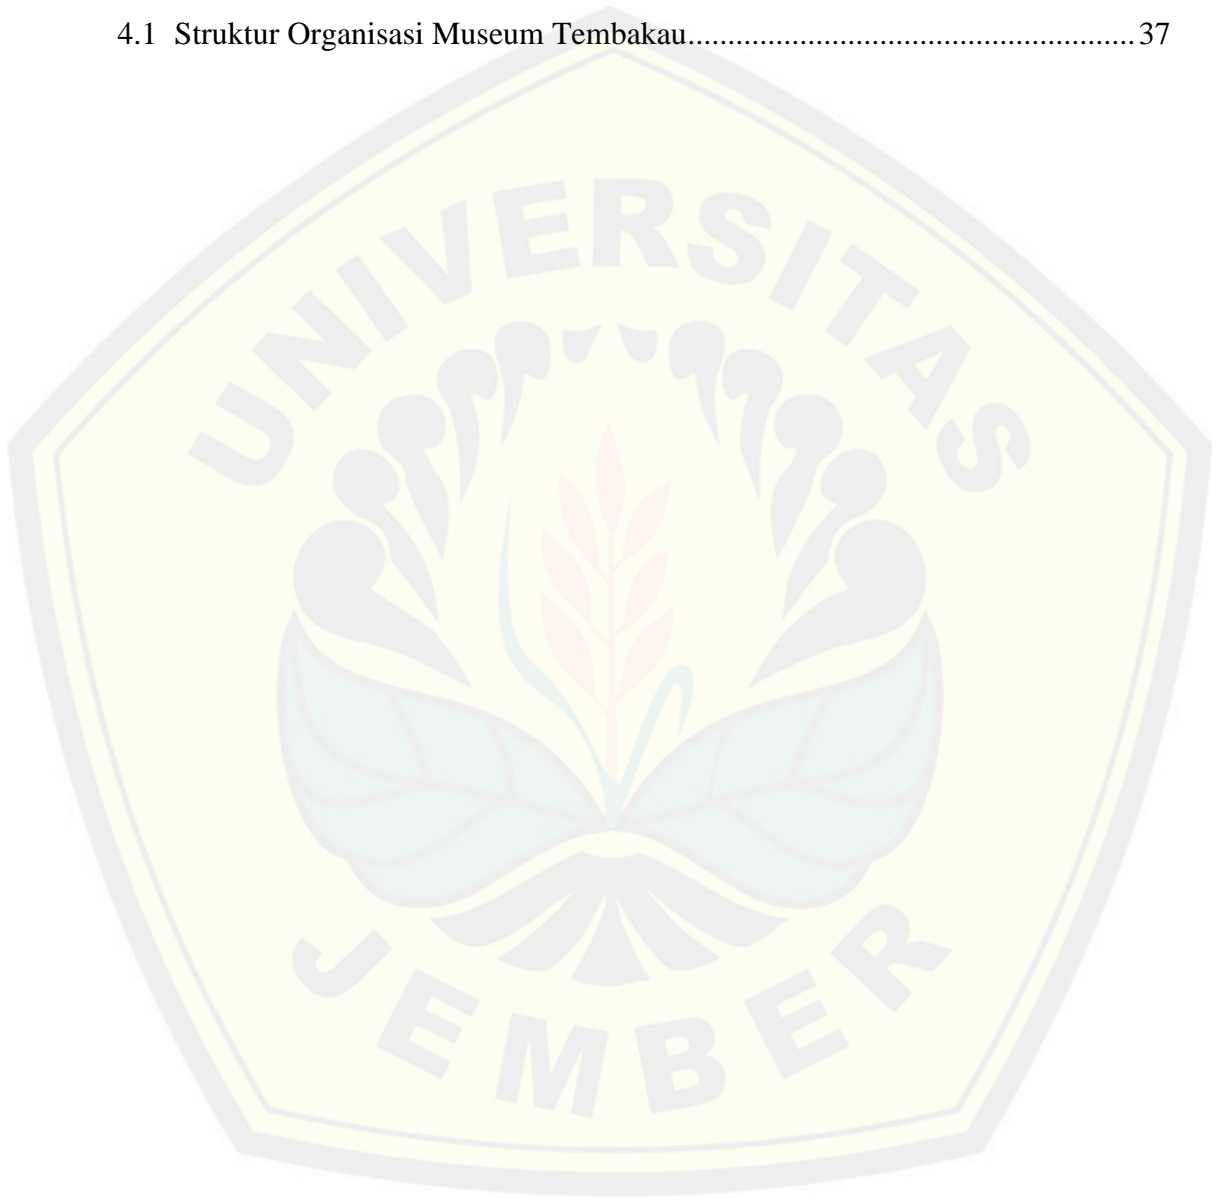 4.1 Struktur Organisasi Museum Tembakau........................................................ 37
UNIVERSITAS
JEMBER